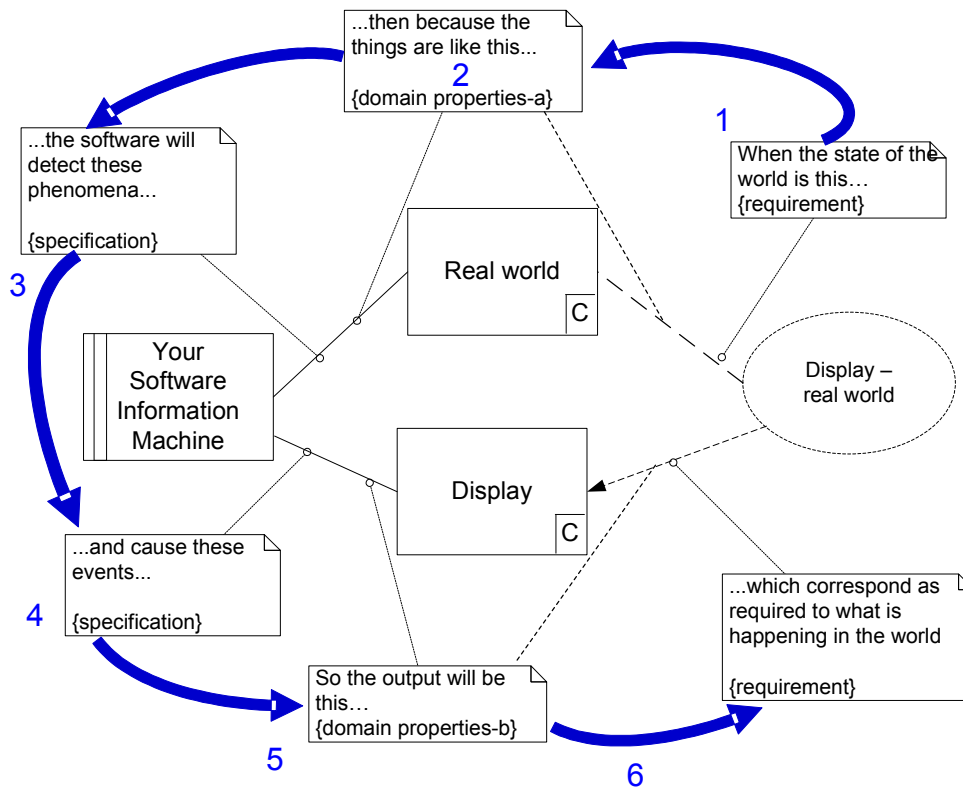 ...then because the
things are like this...
2
{domain properties-a}
1
When the state of the
world is this…
{requirement}
...the software will
detect these
phenomena...
{specification}
3
Real world
C
Your
Software
Information
Machine
Display –
real world
Display
C
...and cause these
events...
{specification}
4
...which correspond as
required to what is
happening in the world
{requirement}
So the output will be
this…
{domain properties-b}
5
6